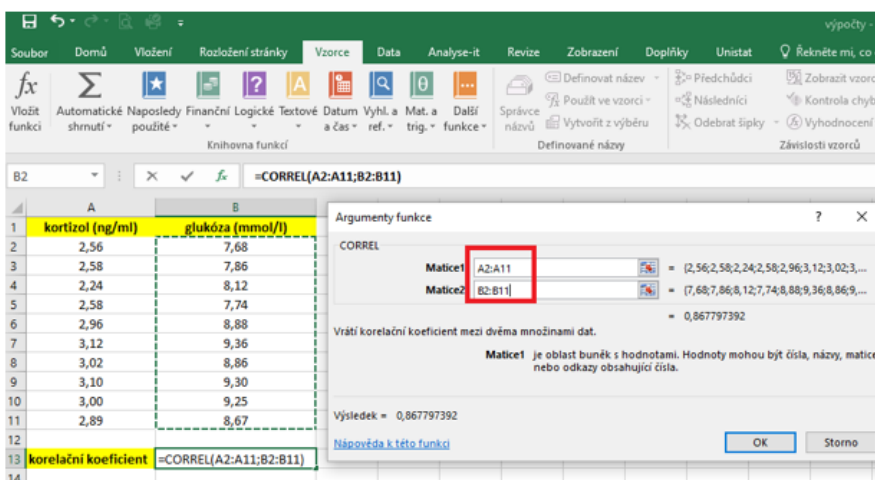 výpočty -
Soubor Domů Vložení Rozložení stránky Vzorce Data Analyse-it Revize Zobrazení Doplňky Unistat Řekněte mi, co
Vložit funkci
Automatické shrnutí
Naposledy použité
Finanční
Logické
Textové
Datum a čas
Vyhl. a ref.
Mat. a trig.
Další funkce
Knihovna funkcí
Správce názvů
Definovat název
Použít ve vzorci
Vytvořit z výběru
Definované názvy
Předchůdci
Následníci
Odebrat šipky
Zobrazit vzorc
Kontrola chyb
Vyhodnocení
Závislosti vzorců
B2 fx =CORREL(A2:A11;B2:B11)
A B
1 kortizol (ng/ml) glukóza (mmol/l)
2 2,56 7,68
3 2,58 7,86
4 2,24 8,12
5 2,58 7,74
6 2,96 8,88
7 3,12 9,36
8 3,02 8,86
9 3,10 9,30
10 3,00 9,25
11 2,89 8,67
12
13 korelační koeficient =CORREL(A2:A11;B2:B11)
14
Argumenty funkce ? ×
CORREL
Matice1 A2:A11 = {2,56;2,58;2,24;2,58;2,96;3,12;3,02;3,...
Matice2 B2:B11 = {7,68;7,86;8,12;7,74;8,88;9,36;8,86;9,...
= 0,867797392
Vrátí korelační koeficient mezi dvěma množinami dat.
Matice1 je oblast buněk s hodnotami. Hodnoty mohou být čísla, názvy, matice
nebo odkazy obsahující čísla.
Výsledek = 0,867797392
Nápověda k této funkci
OK Storno